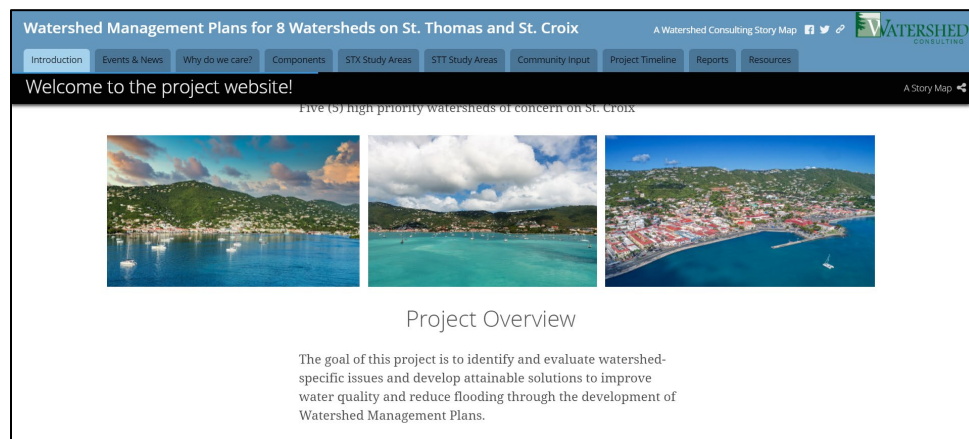 Watershed Management Plans for 8 Watersheds on St. Thomas and St. Croix
A Watershed Consulting Story Map
WATERSHED
CONSULTING
Introduction
Events & News
Why do we care?
Components
STX Study Areas
STT Study Areas
Community Input
Project Timeline
Reports
Resources
Welcome to the project website!
A Story Map
Five (5) high priority watersheds of concern on St. Croix
Project Overview
The goal of this project is to identify and evaluate watershed-
specific issues and develop attainable solutions to improve
water quality and reduce flooding through the development of
Watershed Management Plans.